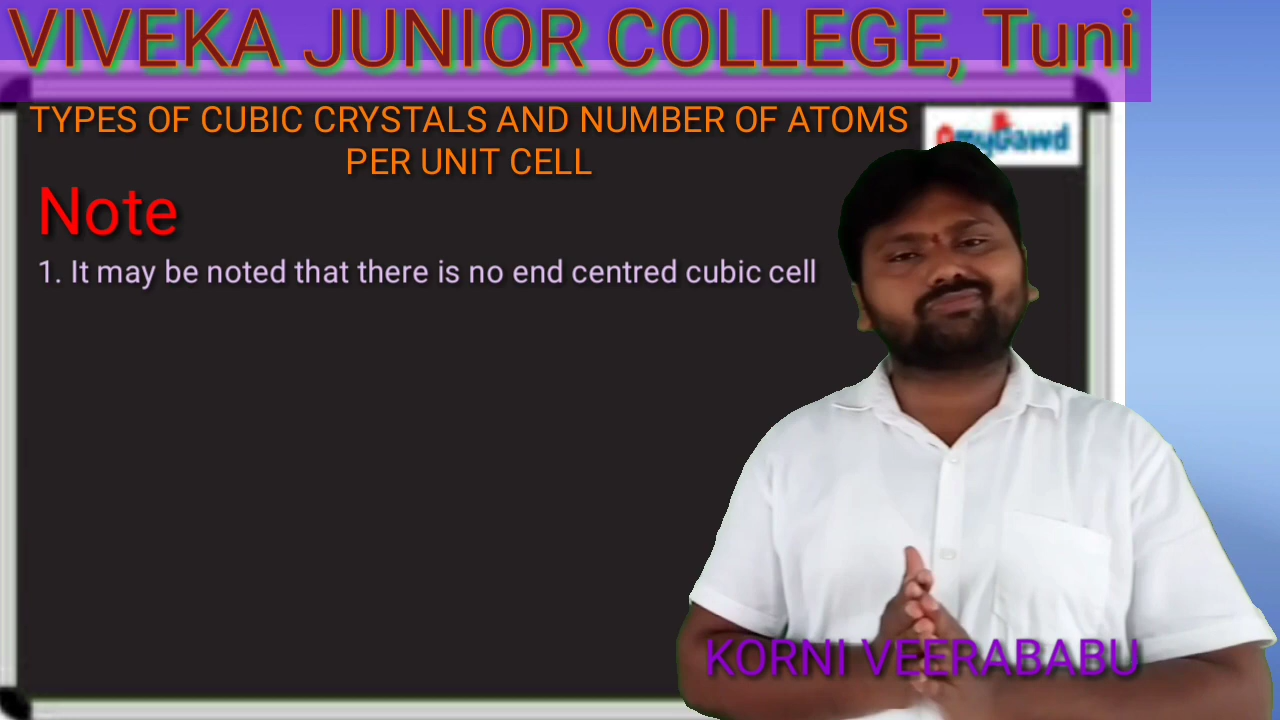 VIVEKA JUNIOR COLLEGE, Tuni
TYPES OF CUBIC CRYSTALS AND NUMBER OF ATOMS
PER UNIT CELL
Note
1. It may be noted that there is no end centred cubic cell
KORNI VEERABABU